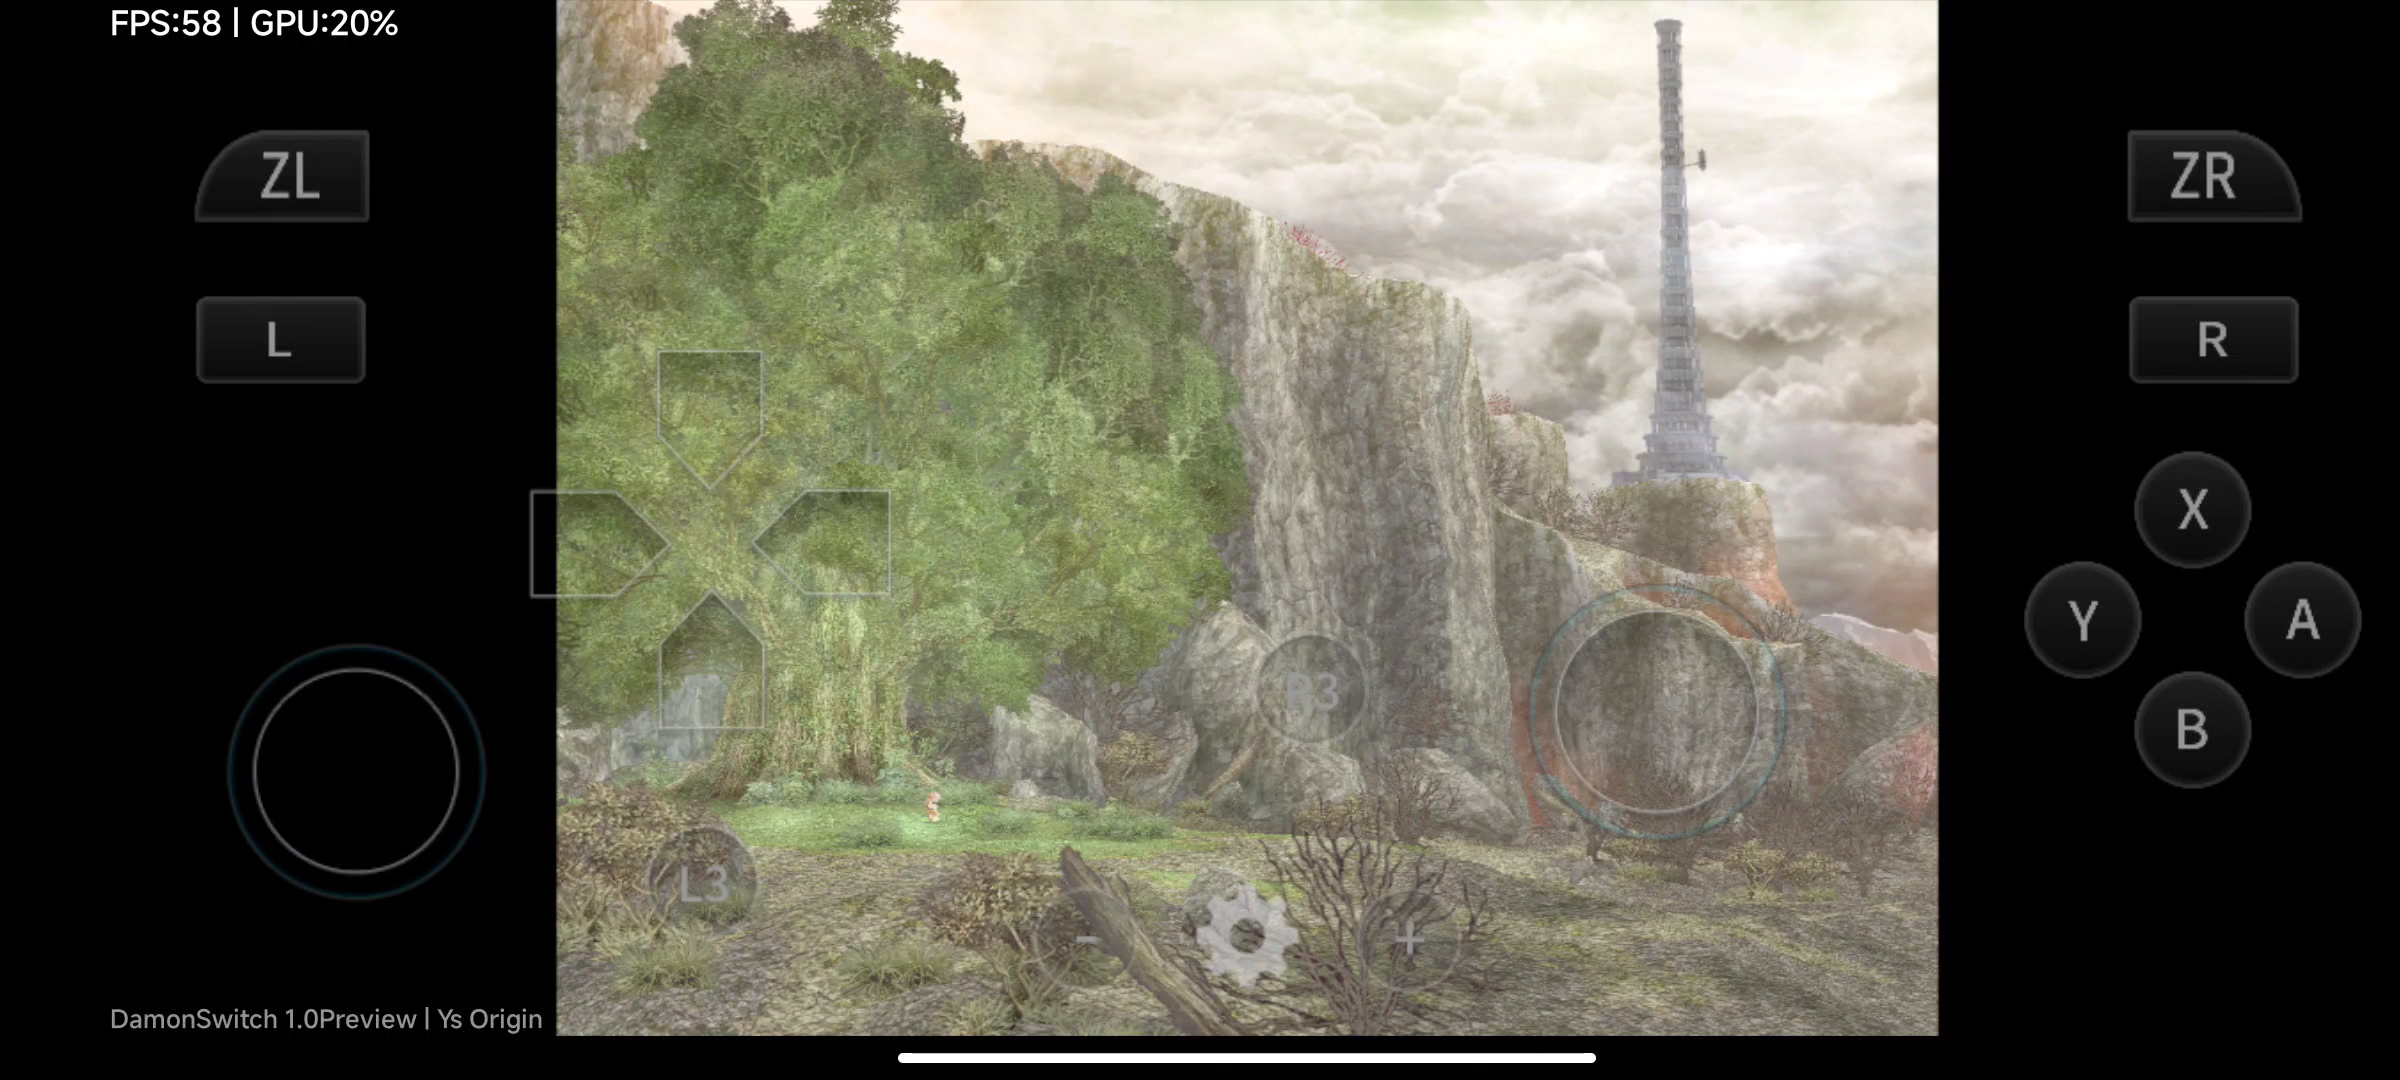 FPS:58 | GPU:20%
ZL
ZR
L
R
X
Y
A
R3
B
L3
-
+
DamonSwitch 1.0Preview | Ys Origin